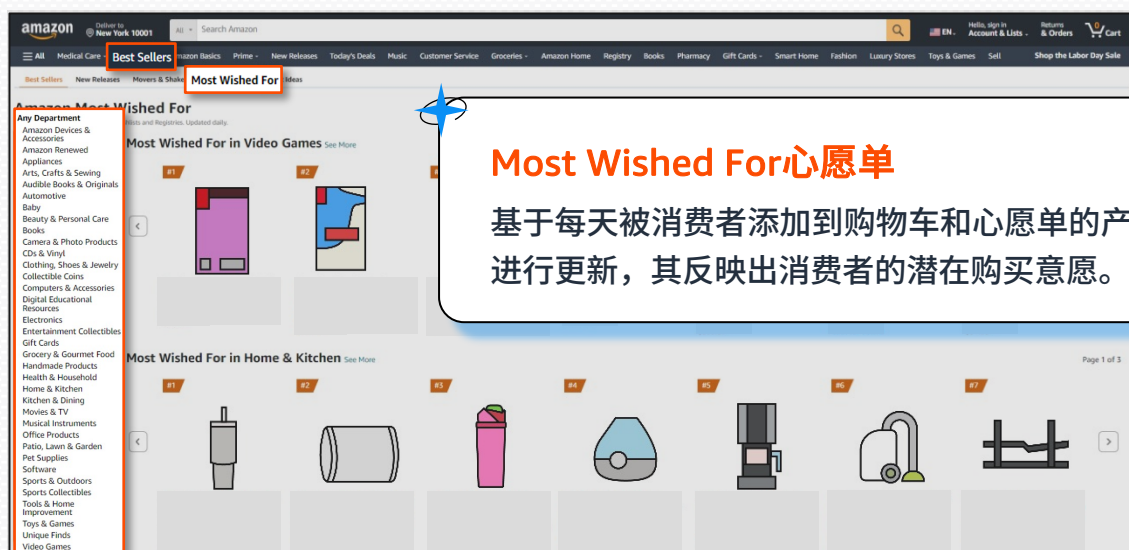 amazon
Deliver to
New York 10001
All
Search Amazon
EN
Hello, sign in
Account & Lists
Returns
& Orders
0
Cart
All
Medical Care
Best Sellers
mazon Basics
Prime
New Releases
Today's Deals
Music
Customer Service
Groceries
Amazon Home
Registry
Books
Pharmacy
Gift Cards
Smart Home
Fashion
Luxury Stores
Toys & Games
Sell
Shop the Labor Day Sale
Best Sellers
New Releases
Movers & Shake
Most Wished For
Ideas
Amazon Most Wished For
hlists and Registries. Updated daily.
Any Department
Amazon Devices &
Accessories
Amazon Renewed
Appliances
Arts, Crafts & Sewing
Audible Books & Originals
Automotive
Baby
Beauty & Personal Care
Books
Camera & Photo Products
CDs & Vinyl
Clothing, Shoes & Jewelry
Collectible Coins
Computers & Accessories
Digital Educational
Resources
Electronics
Entertainment Collectibles
Gift Cards
Grocery & Gourmet Food
Handmade Products
Health & Household
Home & Kitchen
Kitchen & Dining
Movies & TV
Musical Instruments
Office Products
Patio, Lawn & Garden
Pet Supplies
Software
Sports & Outdoors
Sports Collectibles
Tools & Home
Improvement
Toys & Games
Unique Finds
Video Games
Most Wished For in Video Games See More
#1
#2
Most Wished For心愿单
基于每天被消费者添加到购物车和心愿单的产
进行更新，其反映出消费者的潜在购买意愿。
Most Wished For in Home & Kitchen See More
Page 1 of 3
#1
#2
#3
#4
#5
#6
#7